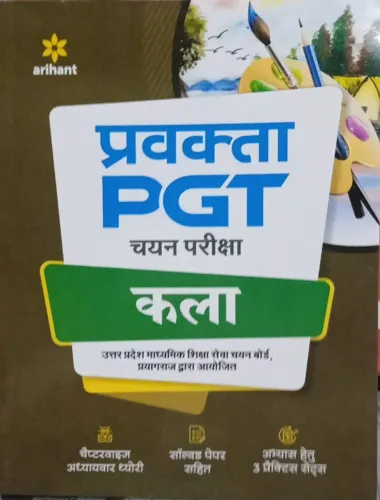 arihant
प्रवक्ता
PGT
चयन परीक्षा
कला
उत्तर प्रदेश माध्यमिक शिक्षा सेवा चयन बोर्ड,
प्रयागराज द्वारा आयोजित
चैप्टरवाइज
अध्यायवार थ्योरी
सॉल्वड पेपर
सहित
अभ्यास हेतु
3 प्रैक्टिस सेट्स